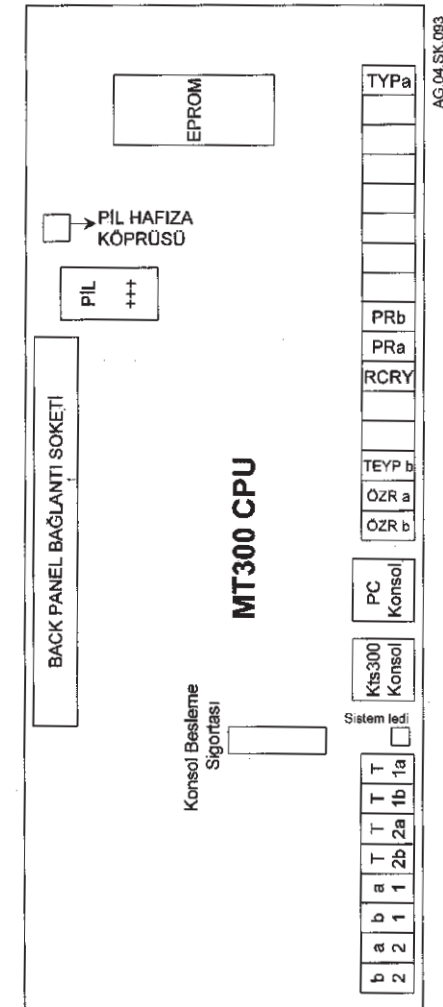 AG.04.SK.093
EPROM
TYPa
PİL HAFIZA
KÖPRÜSÜ
PİL
+++
PRb
PRa
RCRY
BACK PANEL BAĞLANTI SOKETİ
MT300 CPU
TEYP b
ÖZR a
ÖZR b
PC
Konsol
Kts300
Konsol
Konsol Besleme
Sigortası
Sistem ledi
T 1a
T 1b
T 2a
T 2b
a 1
b 1
a 2
b 2